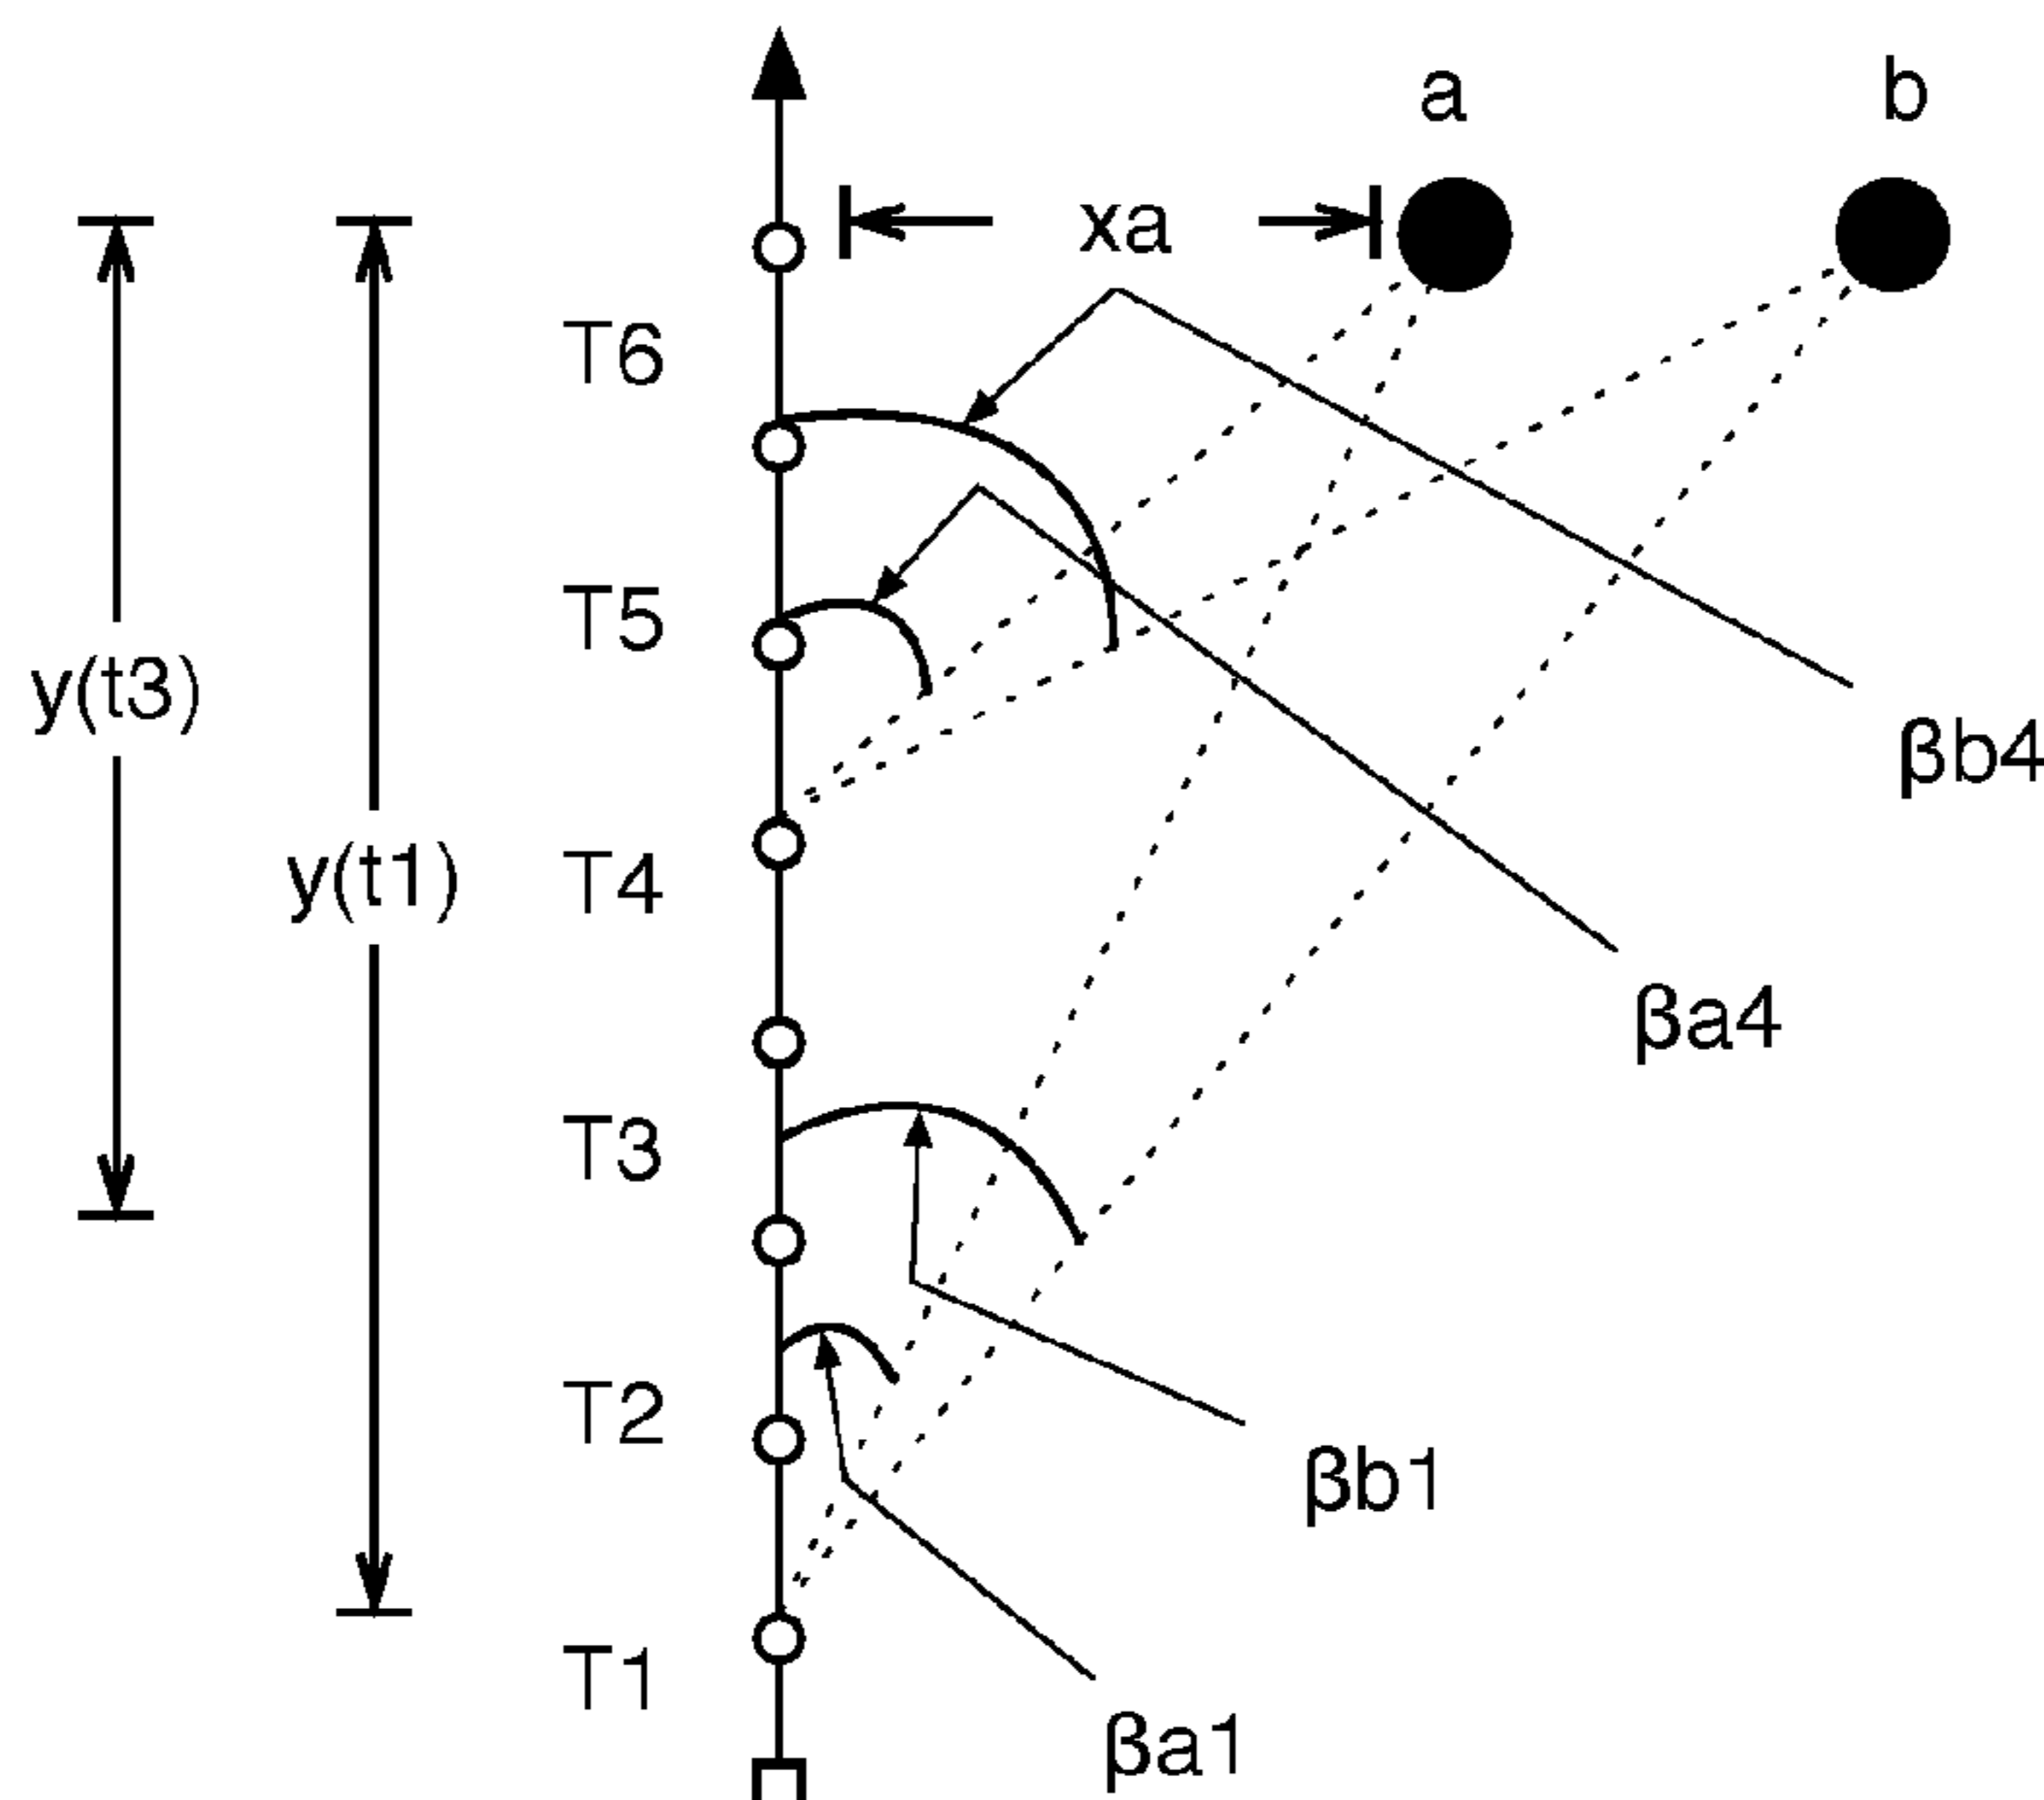 a
b
xa
T6
T5
y(t3)
βb4
y(t1)
T4
βa4
T3
T2
βb1
T1
βa1